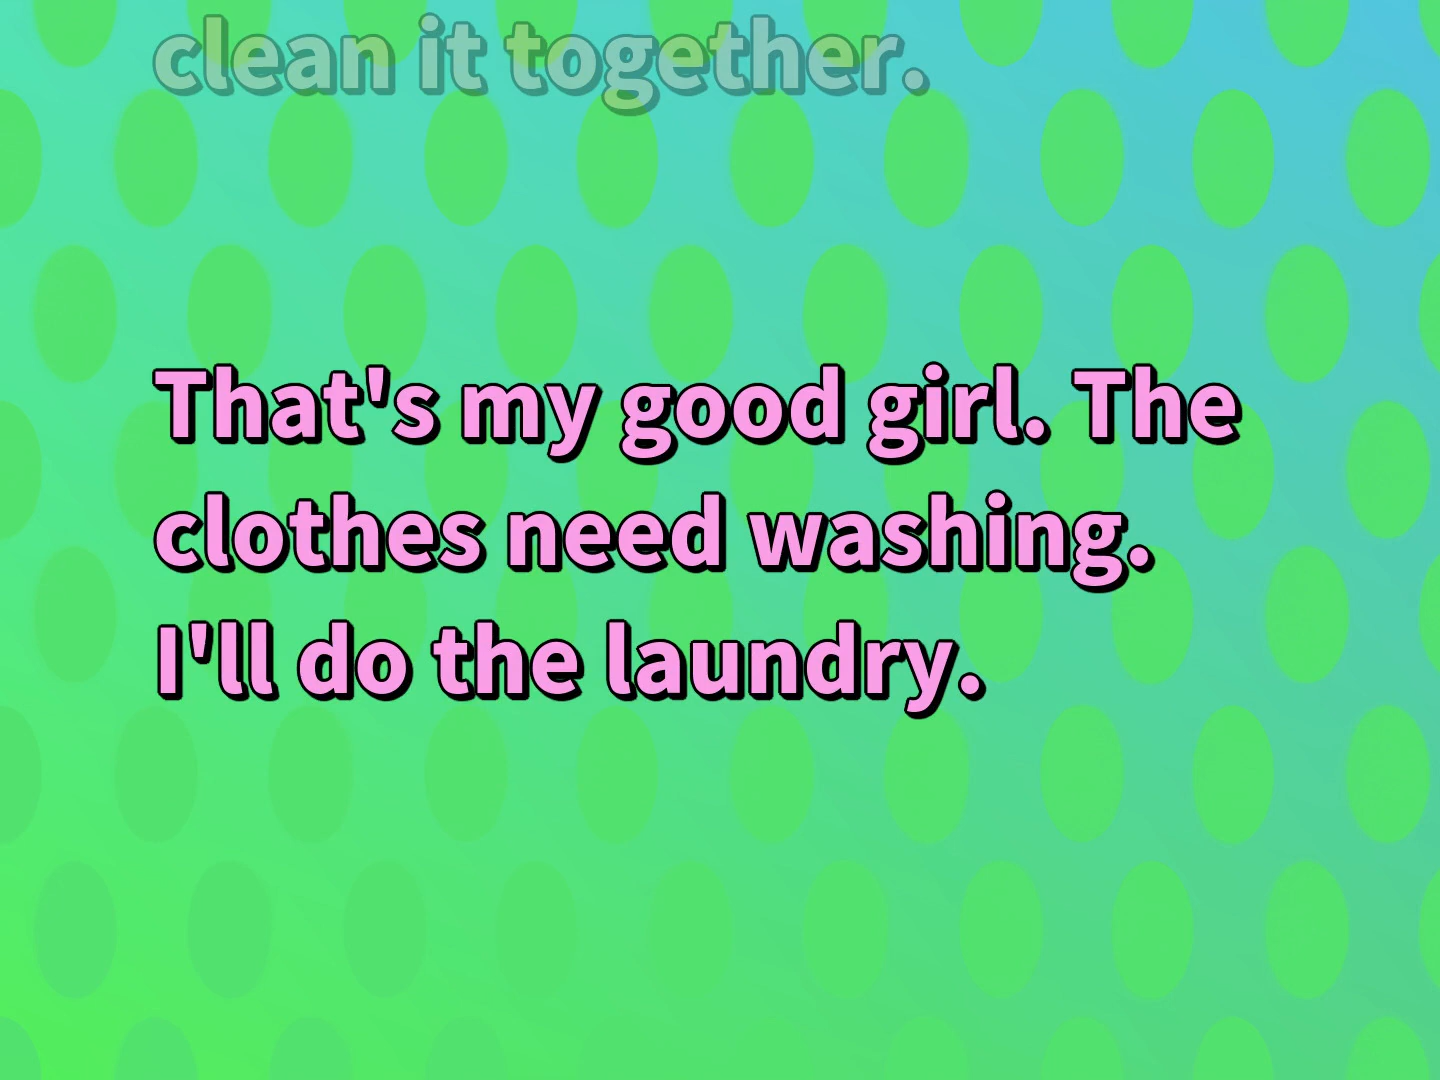 clean it together.
That's my good girl. The
clothes need washing.
I'll do the laundry.